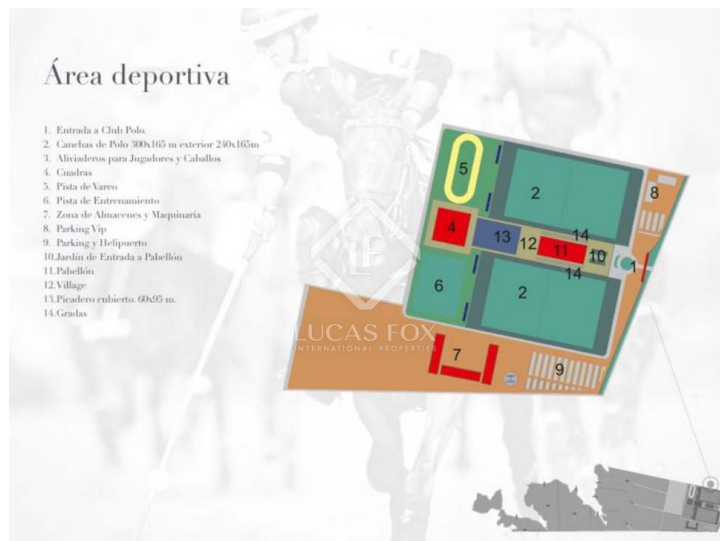 Área deportiva
1. Entrada a Club Polo.
2. Canchas de Polo 300x165 m exterior 240x165m
3. Aliviaderos para Jugadores y Caballos
4. Cuadras
5. Pista de Vareo
6. Pista de Entrenamiento
7. Zona de Almacenes y Maquinaria
8. Parking Vip
9. Parking y Helipuerto
10.Jardín de Entrada a Pabellón
11.Pabellón
12.Village
13.Picadero cubierto. 60x95 m.
14.Gradas
5
2
8
4
13
12
14
11
10
1
14
6
2
7
9
LF
LUCAS FOX
INTERNATIONAL PROPERTIES